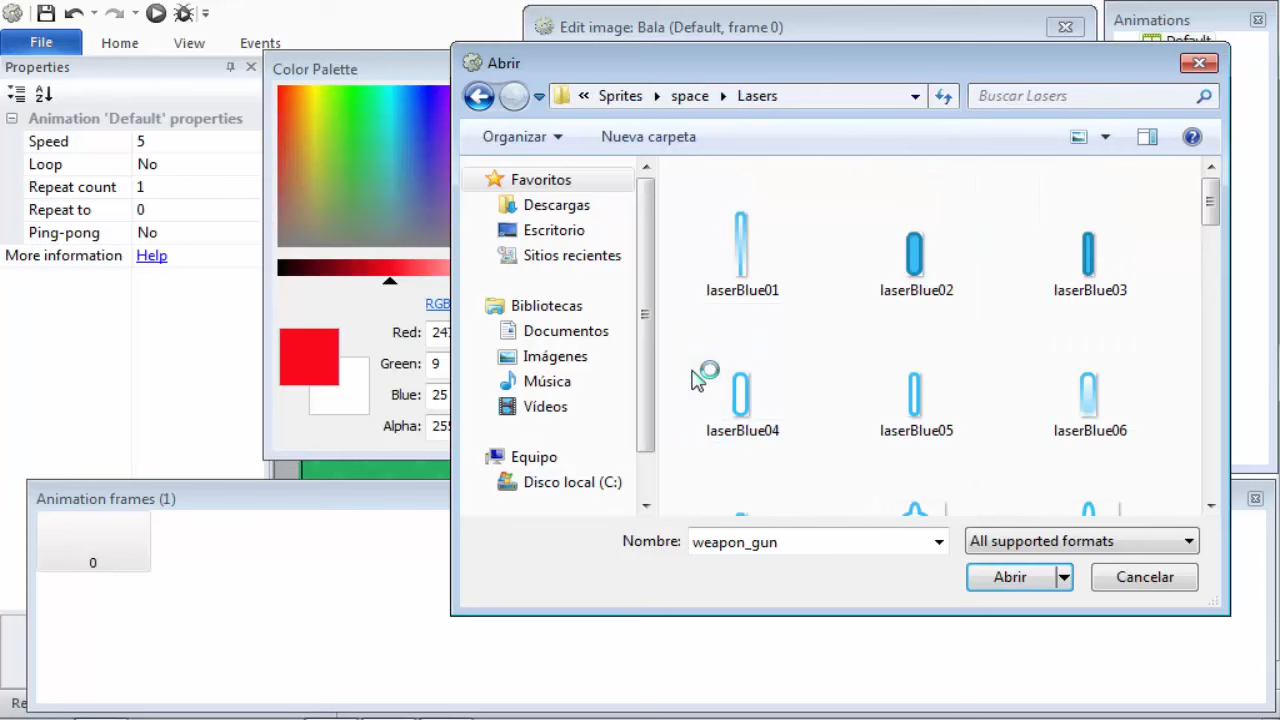 Edit image: Bala (Default, frame 0)
Animations
File
Home
View
Events
Properties
Color Palette
Abrir
Animation 'Default' properties
Speed
5
Loop
No
Repeat count
1
Repeat to
0
Ping-pong
No
More information
Help
RGB
Red:
247
Green:
9
Blue:
25
Alpha:
255
« Sprites
space
Lasers
Buscar Lasers
Organizar
Nueva carpeta
Favoritos
Descargas
Escritorio
Sitios recientes
Bibliotecas
Documentos
Imágenes
Música
Vídeos
Equipo
Disco local (C:)
laserBlue01
laserBlue02
laserBlue03
laserBlue04
laserBlue05
laserBlue06
Nombre:
weapon_gun
All supported formats
Abrir
Cancelar
Animation frames (1)
0
Re